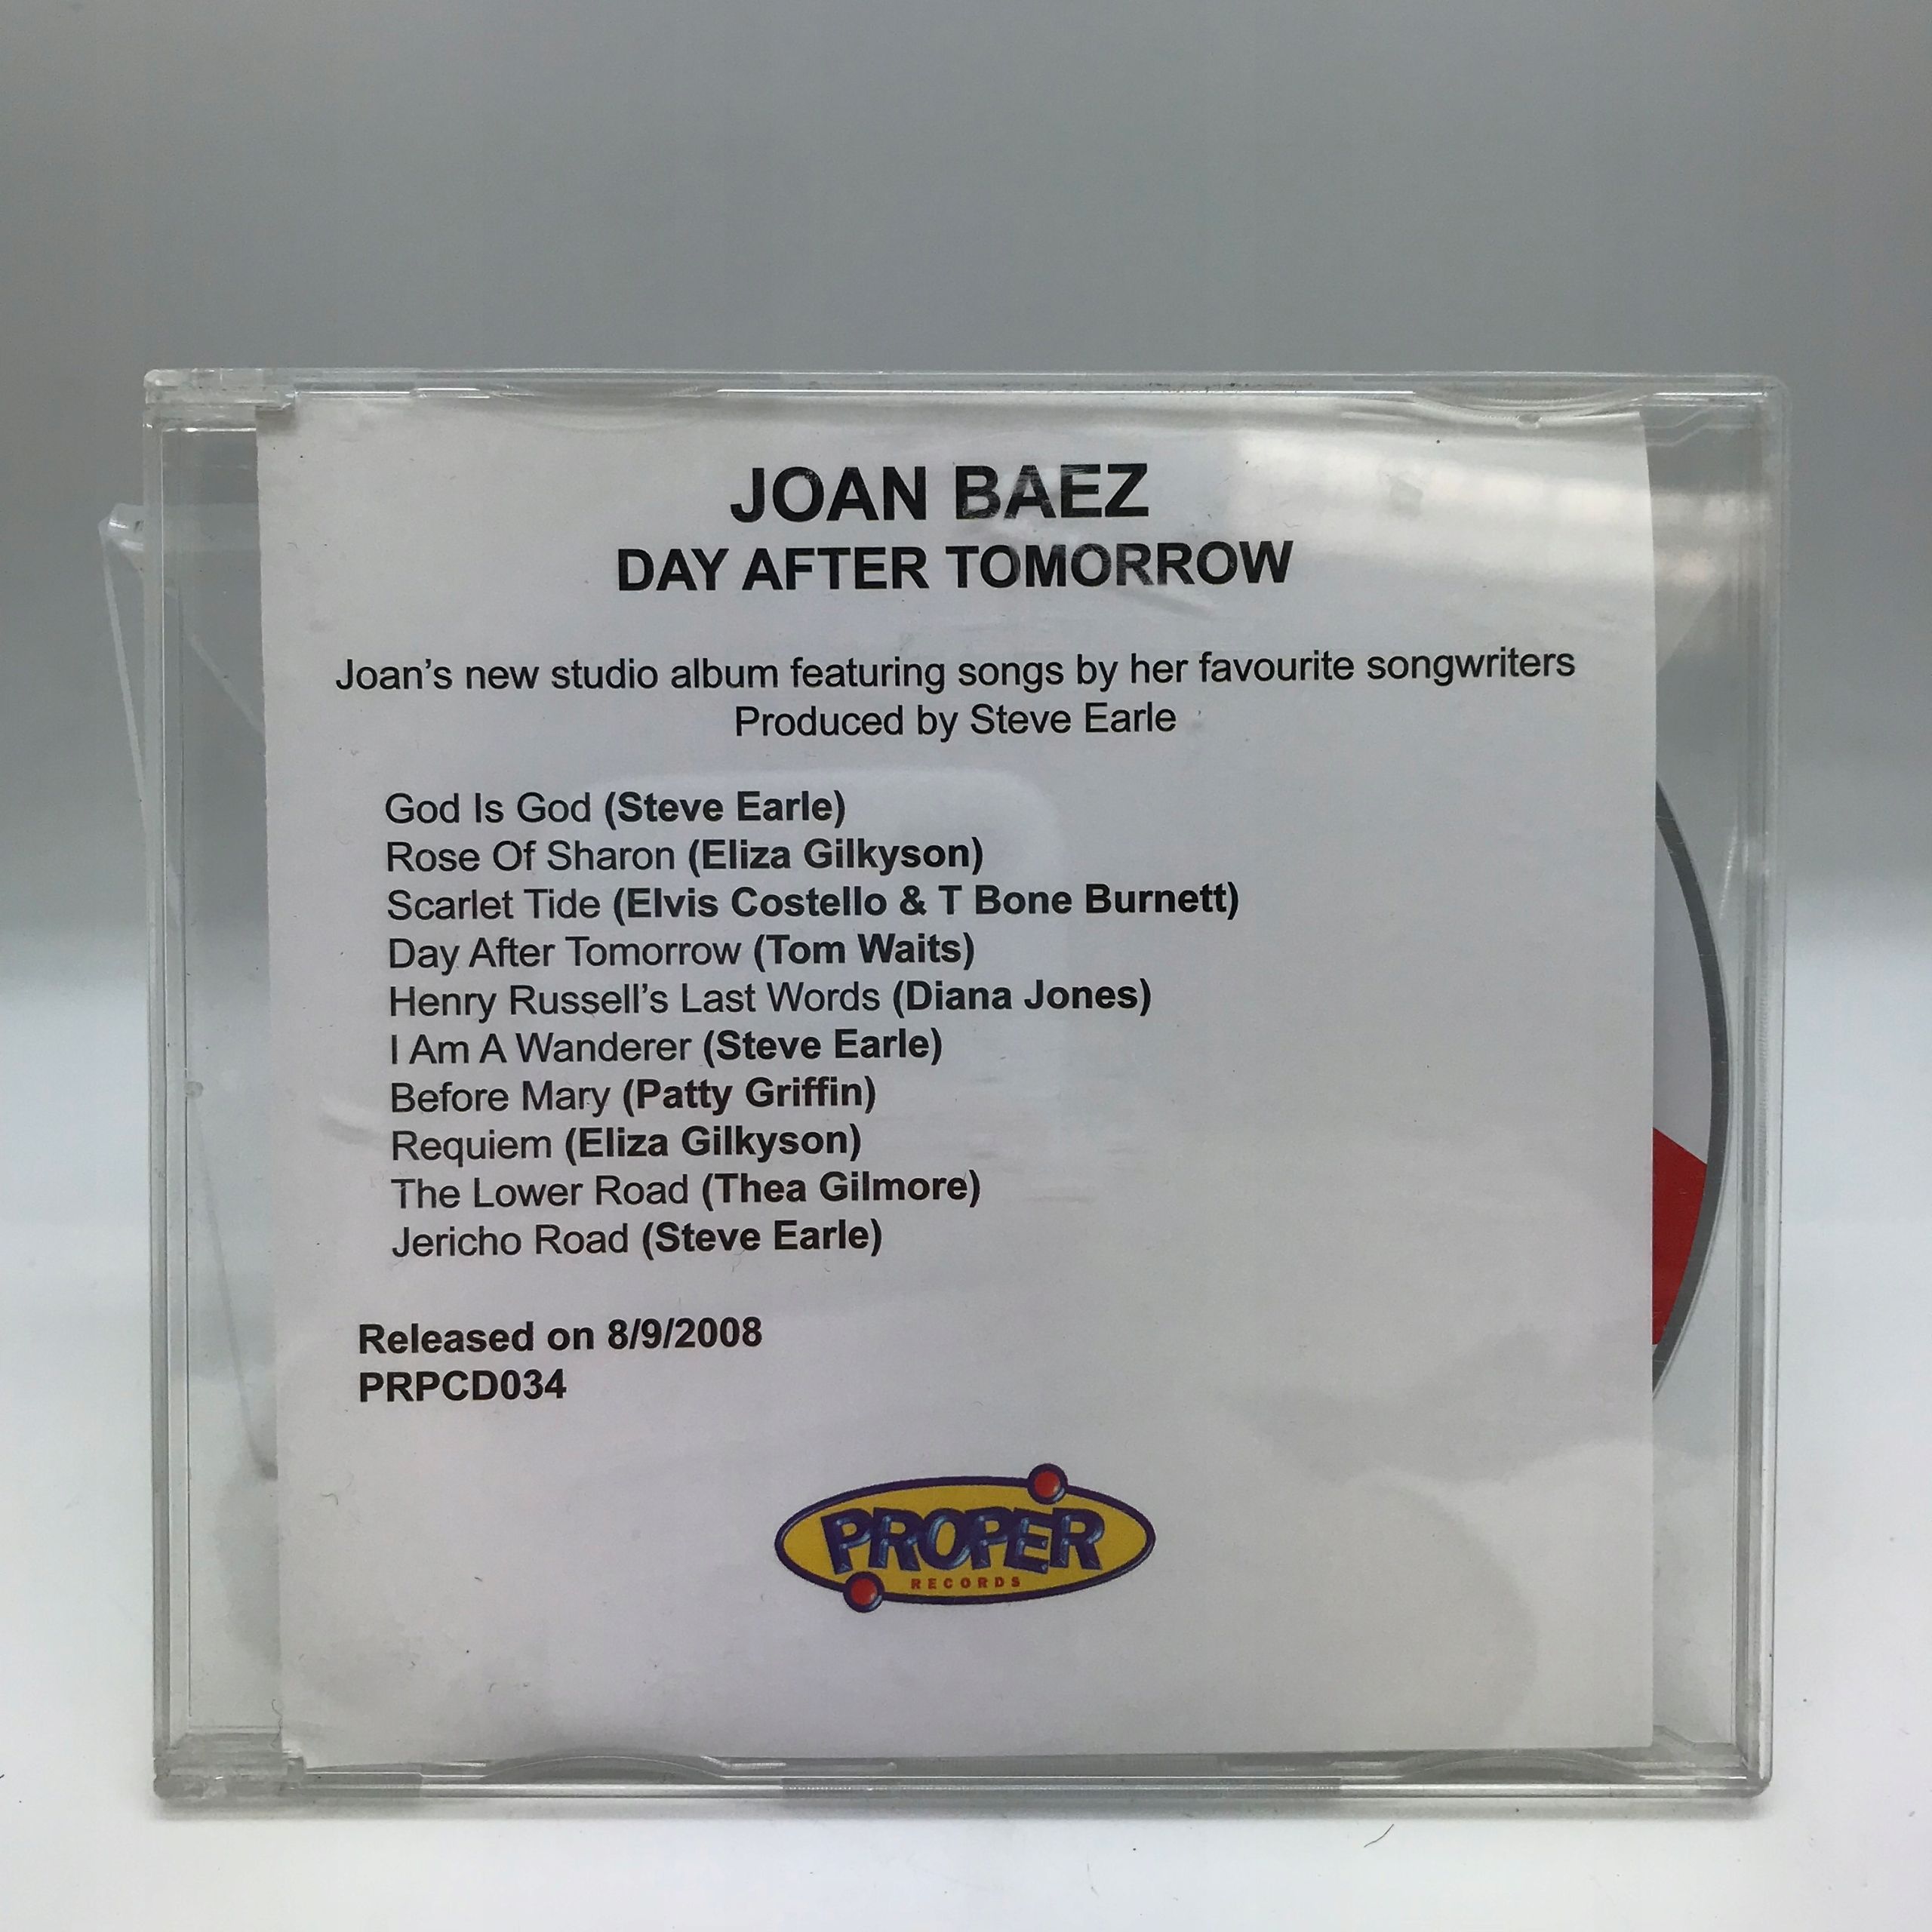 JOAN BAEZ
DAY AFTER TOMORROW
Joan's new studio album featuring songs by her favourite songwriters
Produced by Steve Earle
God Is God (Steve Earle)
Rose Of Sharon (Eliza Gilkyson)
Scarlet Tide (Elvis Costello & T Bone Burnett)
Day After Tomorrow (Tom Waits)
Henry Russell's Last Words (Diana Jones)
I Am A Wanderer (Steve Earle)
Before Mary (Patty Griffin)
Requiem (Eliza Gilkyson)
The Lower Road (Thea Gilmore)
Jericho Road (Steve Earle)
Released on 8/9/2008
PRPCD034
PROPER
RECORDS